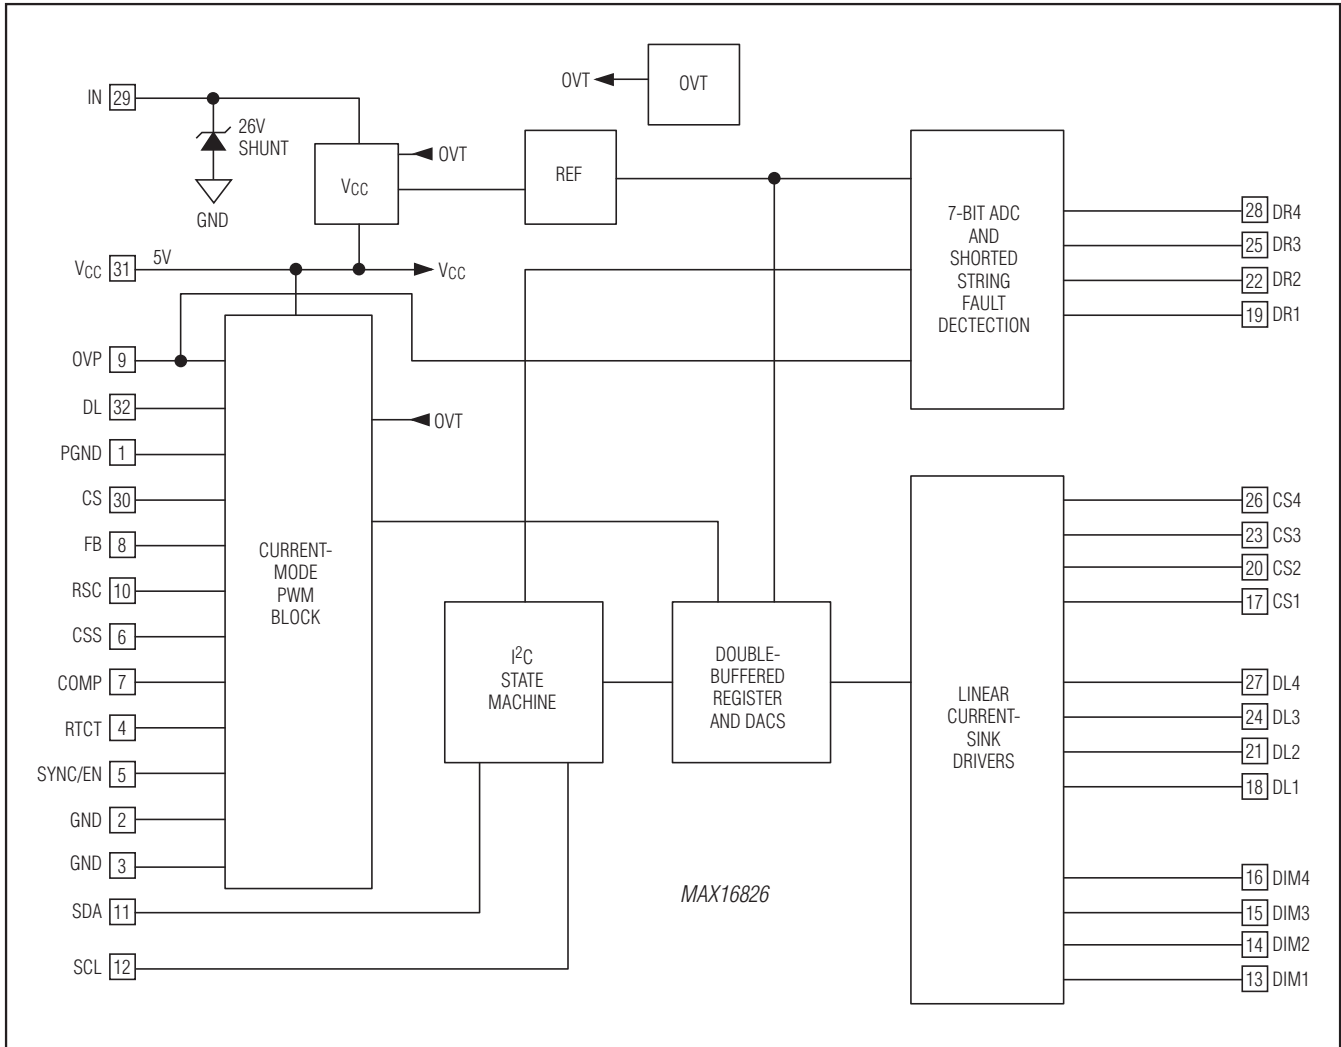 OVT
OVT
IN 29
26V
SHUNT
GND
VCC
OVT
REF
7-BIT ADC
AND
SHORTED
STRING
FAULT
DECTECTION
28 DR4
25 DR3
22 DR2
19 DR1
VCC 31
5V
VCC
OVP 9
DL 32
PGND 1
CS 30
FB 8
RSC 10
CSS 6
COMP 7
RTCT 4
SYNC/EN 5
GND 2
GND 3
SDA 11
SCL 12
OVT
CURRENT-
MODE
PWM
BLOCK
I²C
STATE
MACHINE
DOUBLE-
BUFFERED
REGISTER
AND DACS
LINEAR
CURRENT-
SINK
DRIVERS
26 CS4
23 CS3
20 CS2
17 CS1
27 DL4
24 DL3
21 DL2
18 DL1
16 DIM4
15 DIM3
14 DIM2
13 DIM1
MAX16826